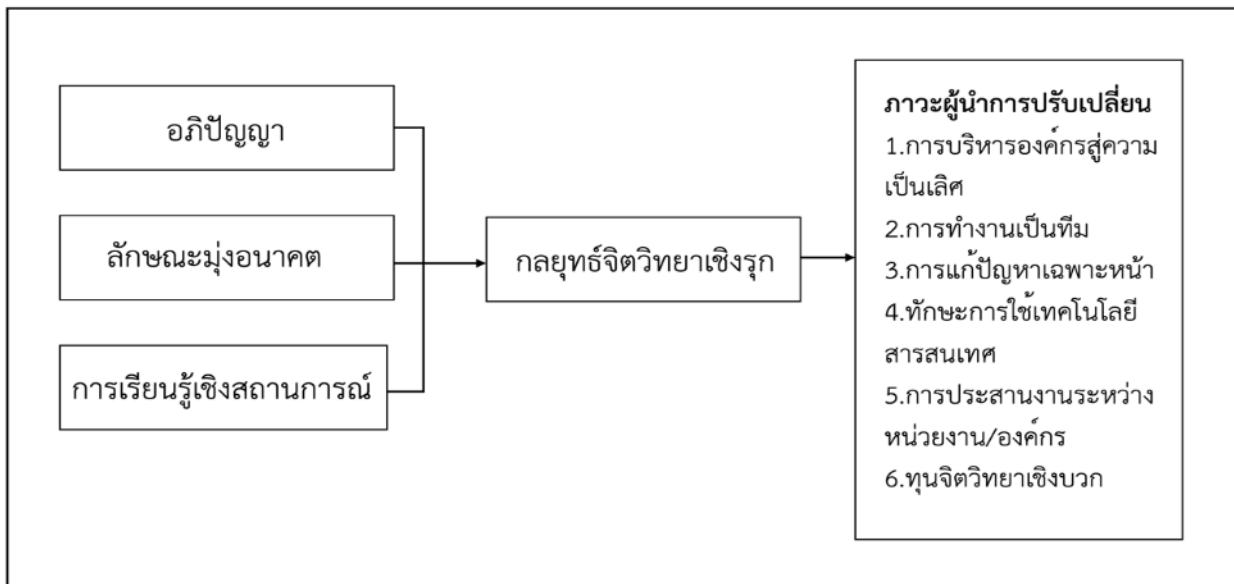 อภิปัญญา
ลักษณะมุ่งอนาคต
การเรียนรู้เชิงสถานการณ์
กลยุทธ์จิตวิทยาเชิงรุก
ภาวะผู้นำการปรับเปลี่ยน
1.การบริหารองค์กรสู่ความ
เป็นเลิศ
2.การทำงานเป็นทีม
3.การแก้ปัญหาเฉพาะหน้า
4.ทักษะการใช้เทคโนโลยี
สารสนเทศ
5.การประสานงานระหว่าง
หน่วยงาน/องค์กร
6.ทุนจิตวิทยาเชิงบวก